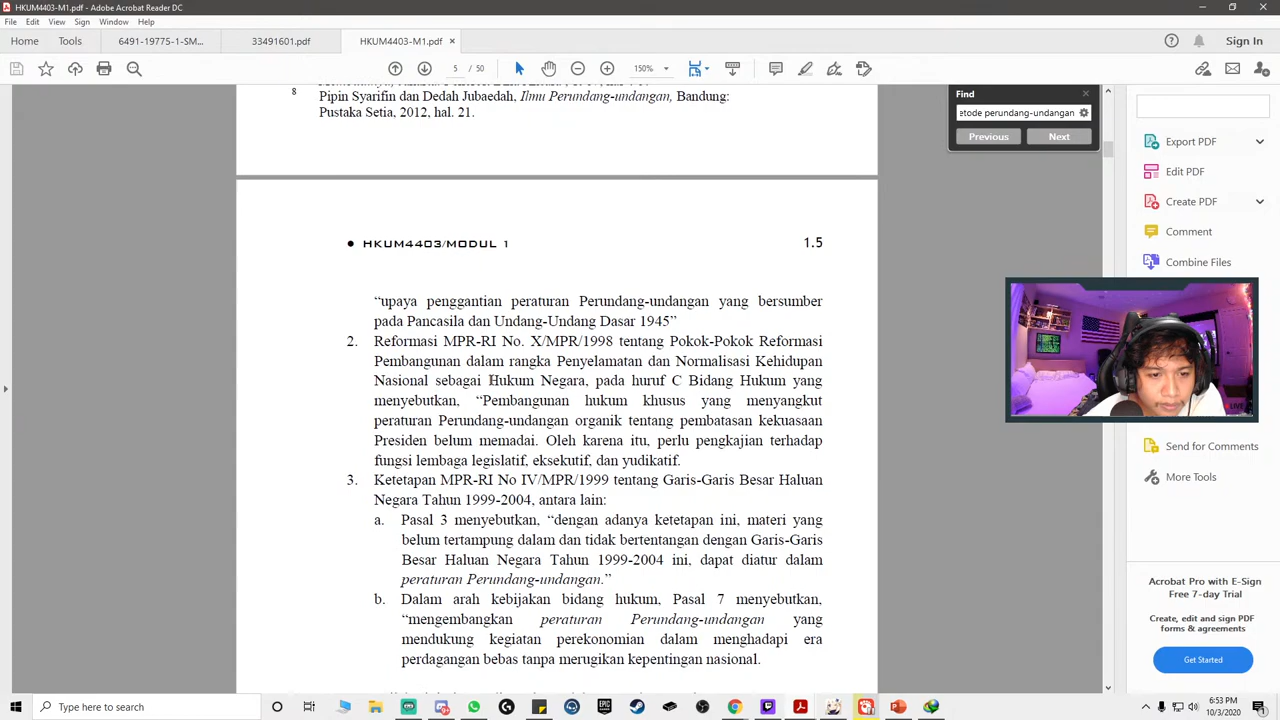 HKUM4403-M1.pdf - Adobe Acrobat Reader DC
File Edit View Sign Window Help
Home Tools 6491-19775-1-SM... 33491601.pdf HKUM4403-M1.pdf × Sign In
5 / 50 150%
8
Pipin Syarifin dan Dedah Jubaedah, Ilmu Perundang-undangan, Bandung:
Pustaka Setia, 2012, hal. 21.
Find
etode perundang-undangan
Previous Next
● HKUM4403/MODUL 1 1.5
“upaya penggantian peraturan Perundang-undangan yang bersumber
pada Pancasila dan Undang-Undang Dasar 1945”
2. Reformasi MPR-RI No. X/MPR/1998 tentang Pokok-Pokok Reformasi
Pembangunan dalam rangka Penyelamatan dan Normalisasi Kehidupan
Nasional sebagai Hukum Negara, pada huruf C Bidang Hukum yang
menyebutkan, “Pembangunan hukum khusus yang menyangkut
peraturan Perundang-undangan organik tentang pembatasan kekuasaan
Presiden belum memadai. Oleh karena itu, perlu pengkajian terhadap
fungsi lembaga legislatif, eksekutif, dan yudikatif.
3. Ketetapan MPR-RI No IV/MPR/1999 tentang Garis-Garis Besar Haluan
Negara Tahun 1999-2004, antara lain:
a. Pasal 3 menyebutkan, “dengan adanya ketetapan ini, materi yang
belum tertampung dalam dan tidak bertentangan dengan Garis-Garis
Besar Haluan Negara Tahun 1999-2004 ini, dapat diatur dalam
peraturan Perundang-undangan.”
b. Dalam arah kebijakan bidang hukum, Pasal 7 menyebutkan,
“mengembangkan peraturan Perundang-undangan yang
mendukung kegiatan perekonomian dalam menghadapi era
perdagangan bebas tanpa merugikan kepentingan nasional.
Export PDF
Edit PDF
Create PDF
Comment
Combine Files
LIVE
Send for Comments
More Tools
Acrobat Pro with E-Sign
Free 7-day Trial
Create, edit and sign PDF
forms & agreements
Get Started
Type here to search
EPIC
6:53 PM
10/3/2020